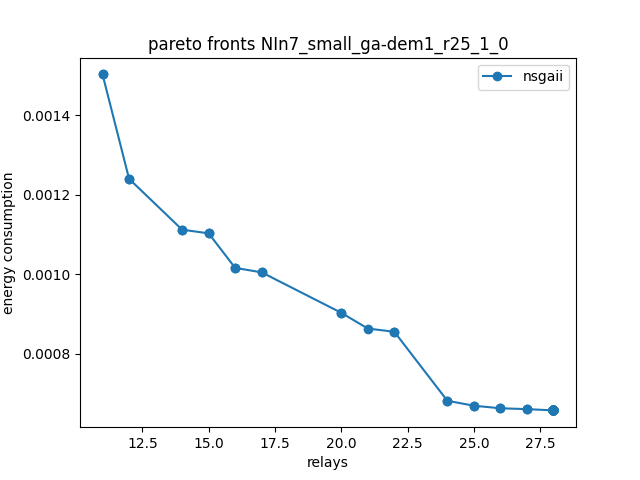 pareto fronts NIn7_small_ga-dem1_r25_1_0
nsgaii
energy consumption
0.0014
0.0012
0.0010
0.0008
12.5 15.0 17.5 20.0 22.5 25.0 27.5
relays